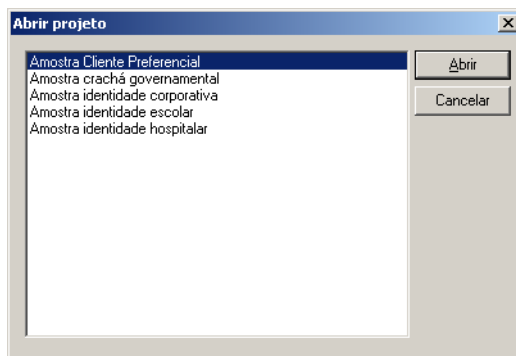 Abrir projeto
Amostra Cliente Preferencial
Amostra crachá governamental
Amostra identidade corporativa
Amostra identidade escolar
Amostra identidade hospitalar
Abrir
Cancelar